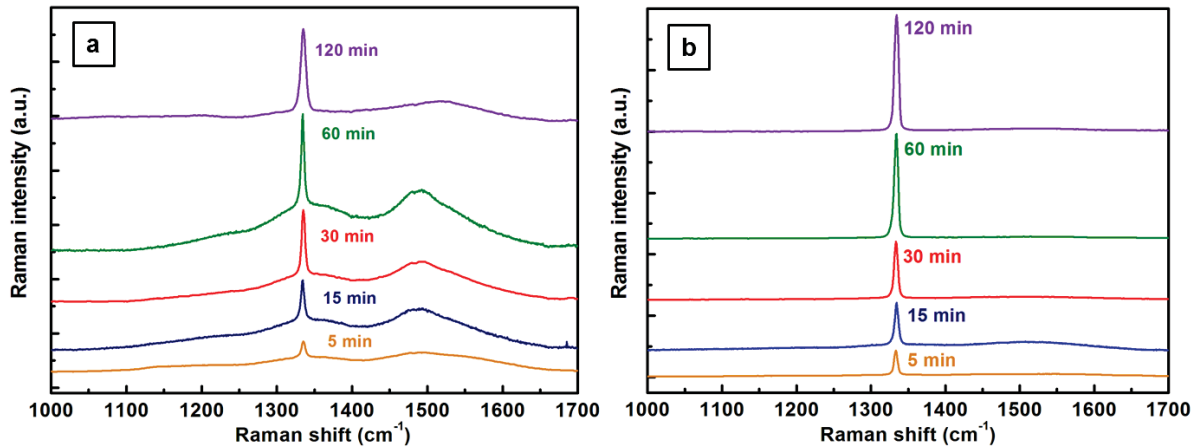 a
120 min
60 min
30 min
15 min
5 min
Raman intensity (a.u.)
1000 1100 1200 1300 1400 1500 1600 1700
Raman shift (cm⁻¹)
b
120 min
60 min
30 min
15 min
5 min
Raman intensity (a.u.)
1000 1100 1200 1300 1400 1500 1600 1700
Raman shift (cm⁻¹)